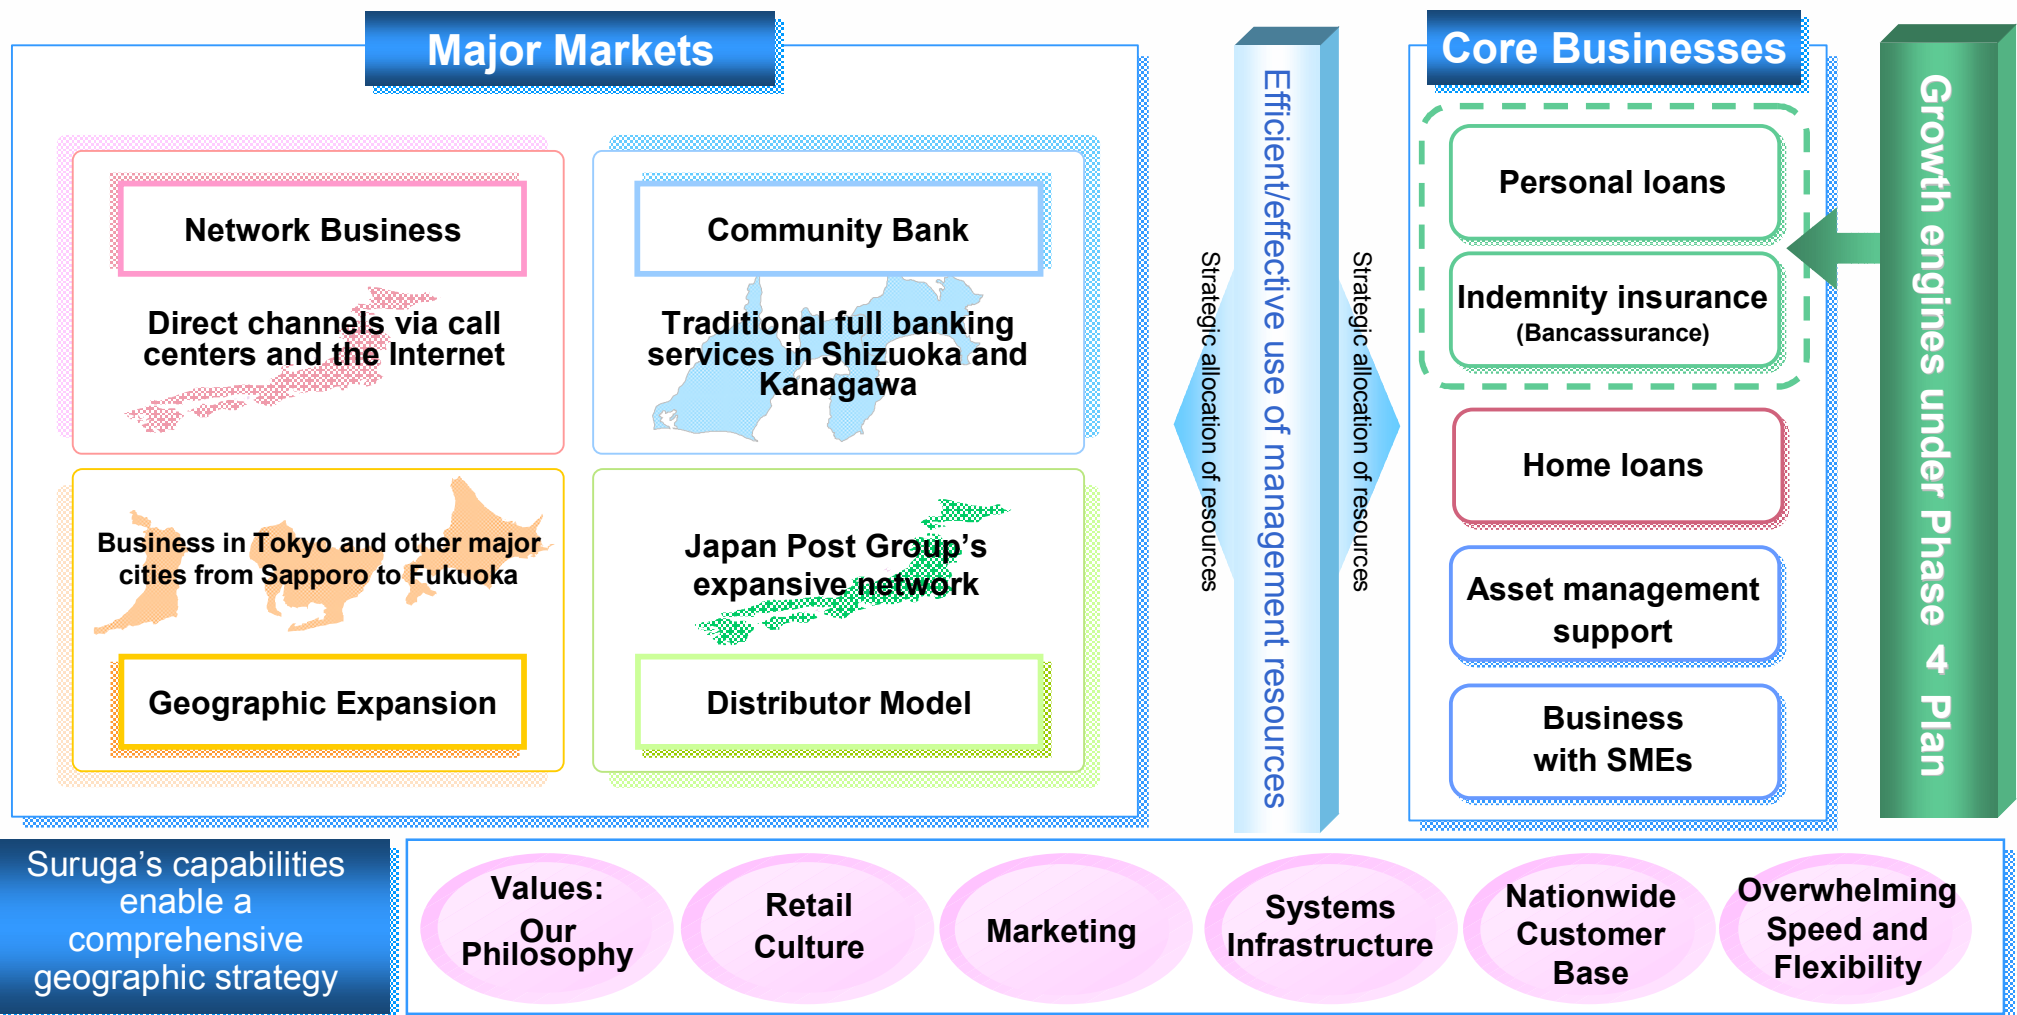 Major Markets
Network Business
Direct channels via call
centers and the Internet
Community Bank
Traditional full banking
services in Shizuoka and
Kanagawa
Business in Tokyo and other major
cities from Sapporo to Fukuoka
Geographic Expansion
Japan Post Group's
expansive network
Distributor Model
Strategic allocation of resources
Efficient/effective use of management resources
Strategic allocation of resources
Core Businesses
Personal loans
Indemnity insurance
(Bancassurance)
Home loans
Asset management
support
Business
with SMEs
Growth engines under Phase 4 Plan
Suruga's capabilities
enable a
comprehensive
geographic strategy
Values:
Our
Philosophy
Retail
Culture
Marketing
Systems
Infrastructure
Nationwide
Customer
Base
Overwhelming
Speed and
Flexibility